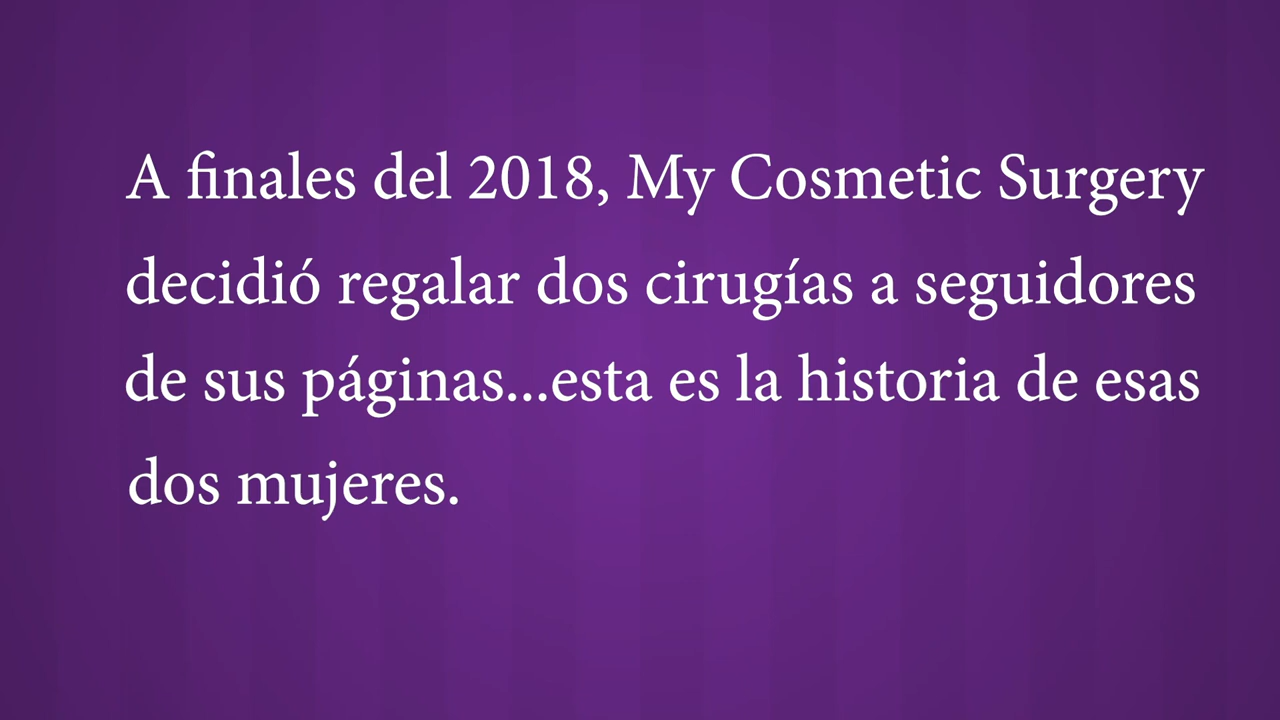 A finales del 2018, My Cosmetic Surgery
decidió regalar dos cirugías a seguidores
de sus páginas...esta es la historia de esas
dos mujeres.